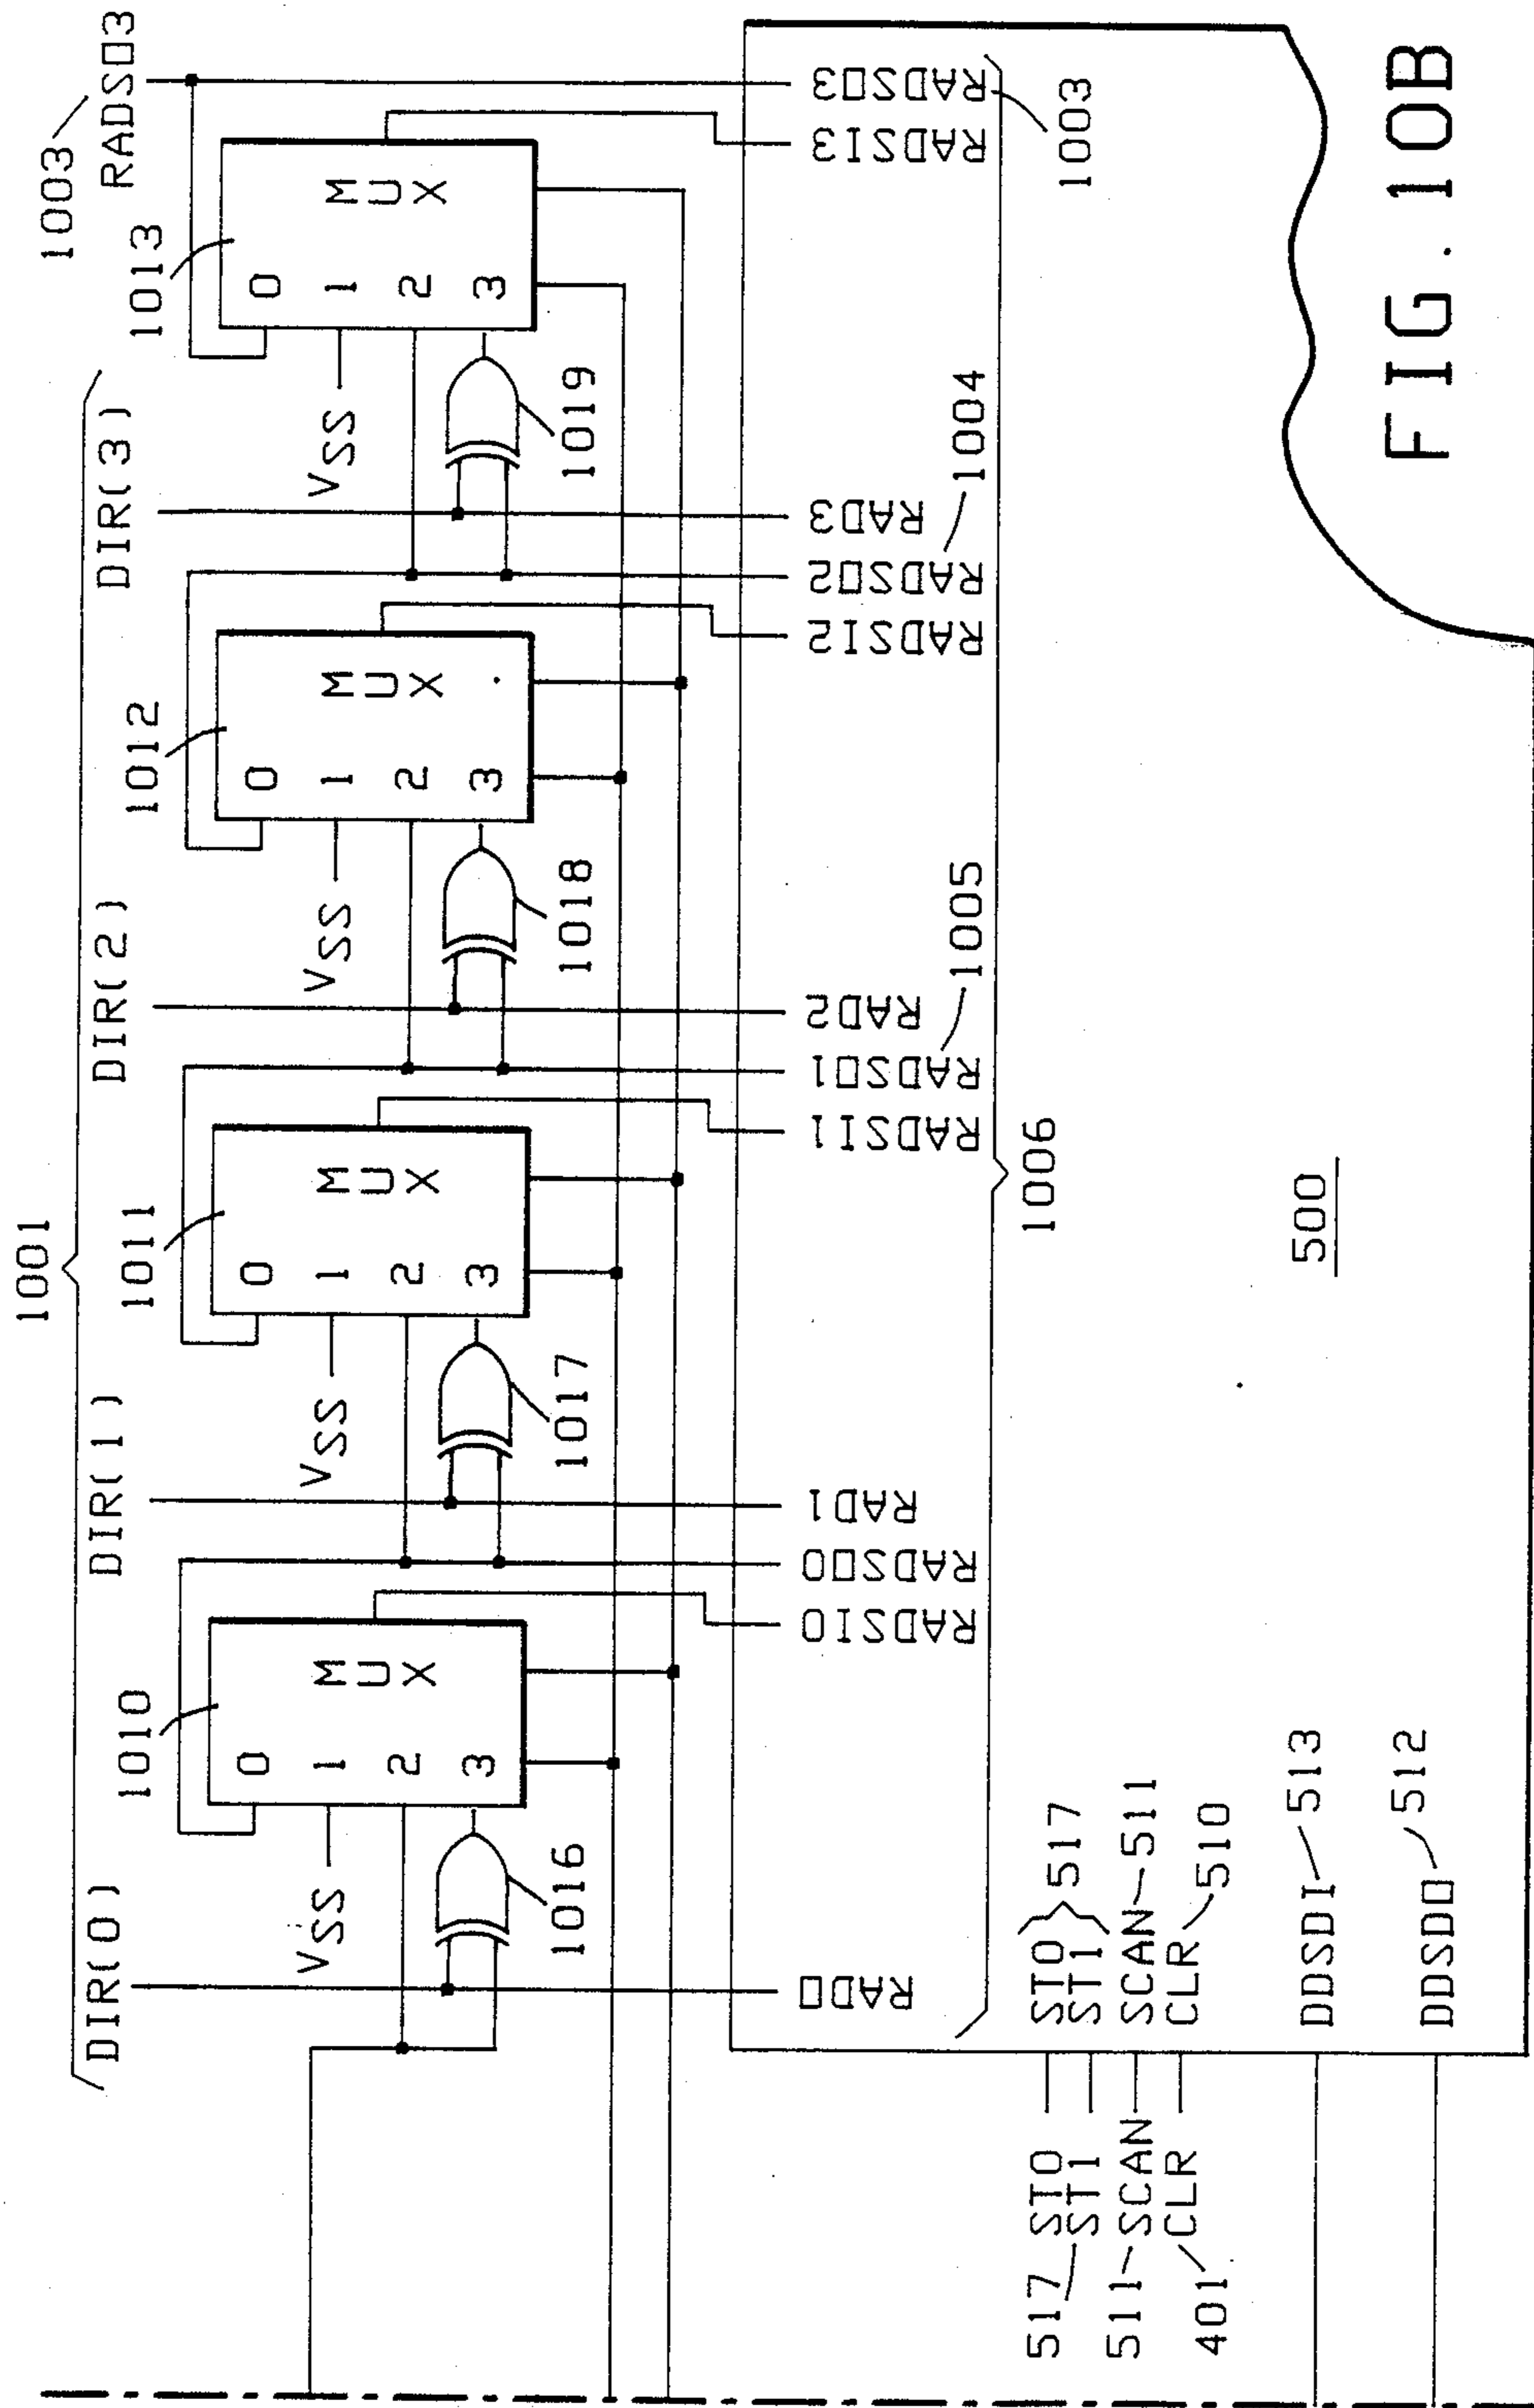 1001
1003
DIR(0)
DIR(1)
DIR(2)
DIR(3)
RADSO3
1010
1011
1012
1013
VSS
0
1
2
3
MUX
VSS
0
1
2
3
MUX
VSS
0
1
2
3
MUX
VSS
0
1
2
3
MUX
1016
1017
1018
1019
RAD0
RADSI0
RADSO0
RAD1
RADSI1
RADSO1
RAD2
RADSI2
RADSO2
RAD3
RADSI3
RADSO3
1005
1004
1003
1006
517 ST0
ST1
511 SCAN
401 CLR
ST0
ST1
517
SCAN 511
CLR 510
DDSDI 513
DDSDO 512
500
FIG. 10B